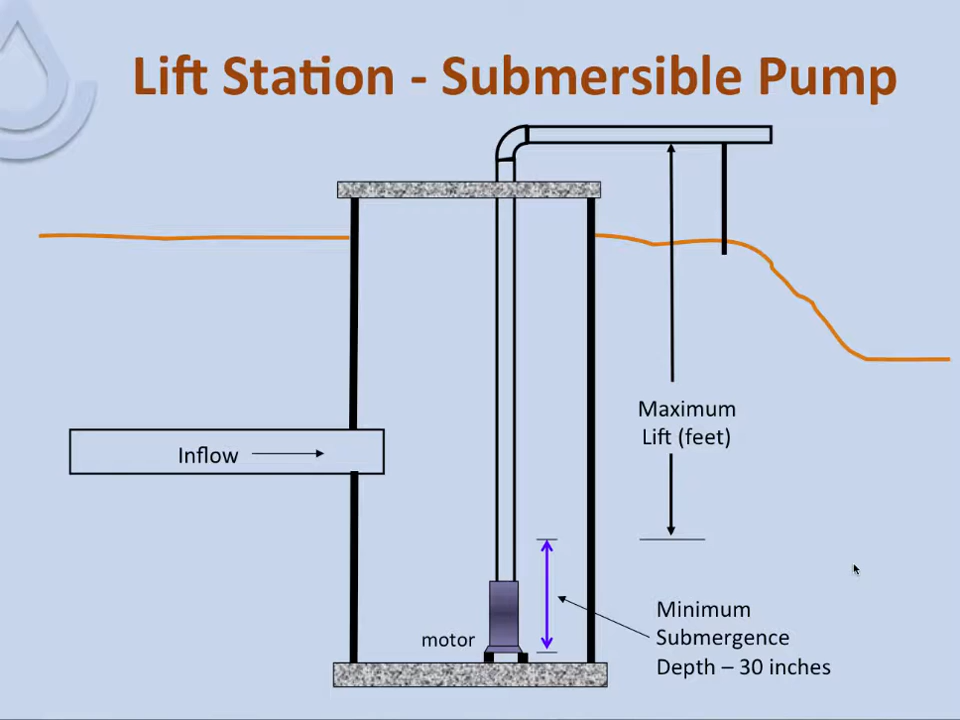 Lift Station - Submersible Pump
Maximum
Lift (feet)
Inflow
Minimum
Submergence
Depth – 30 inches
motor